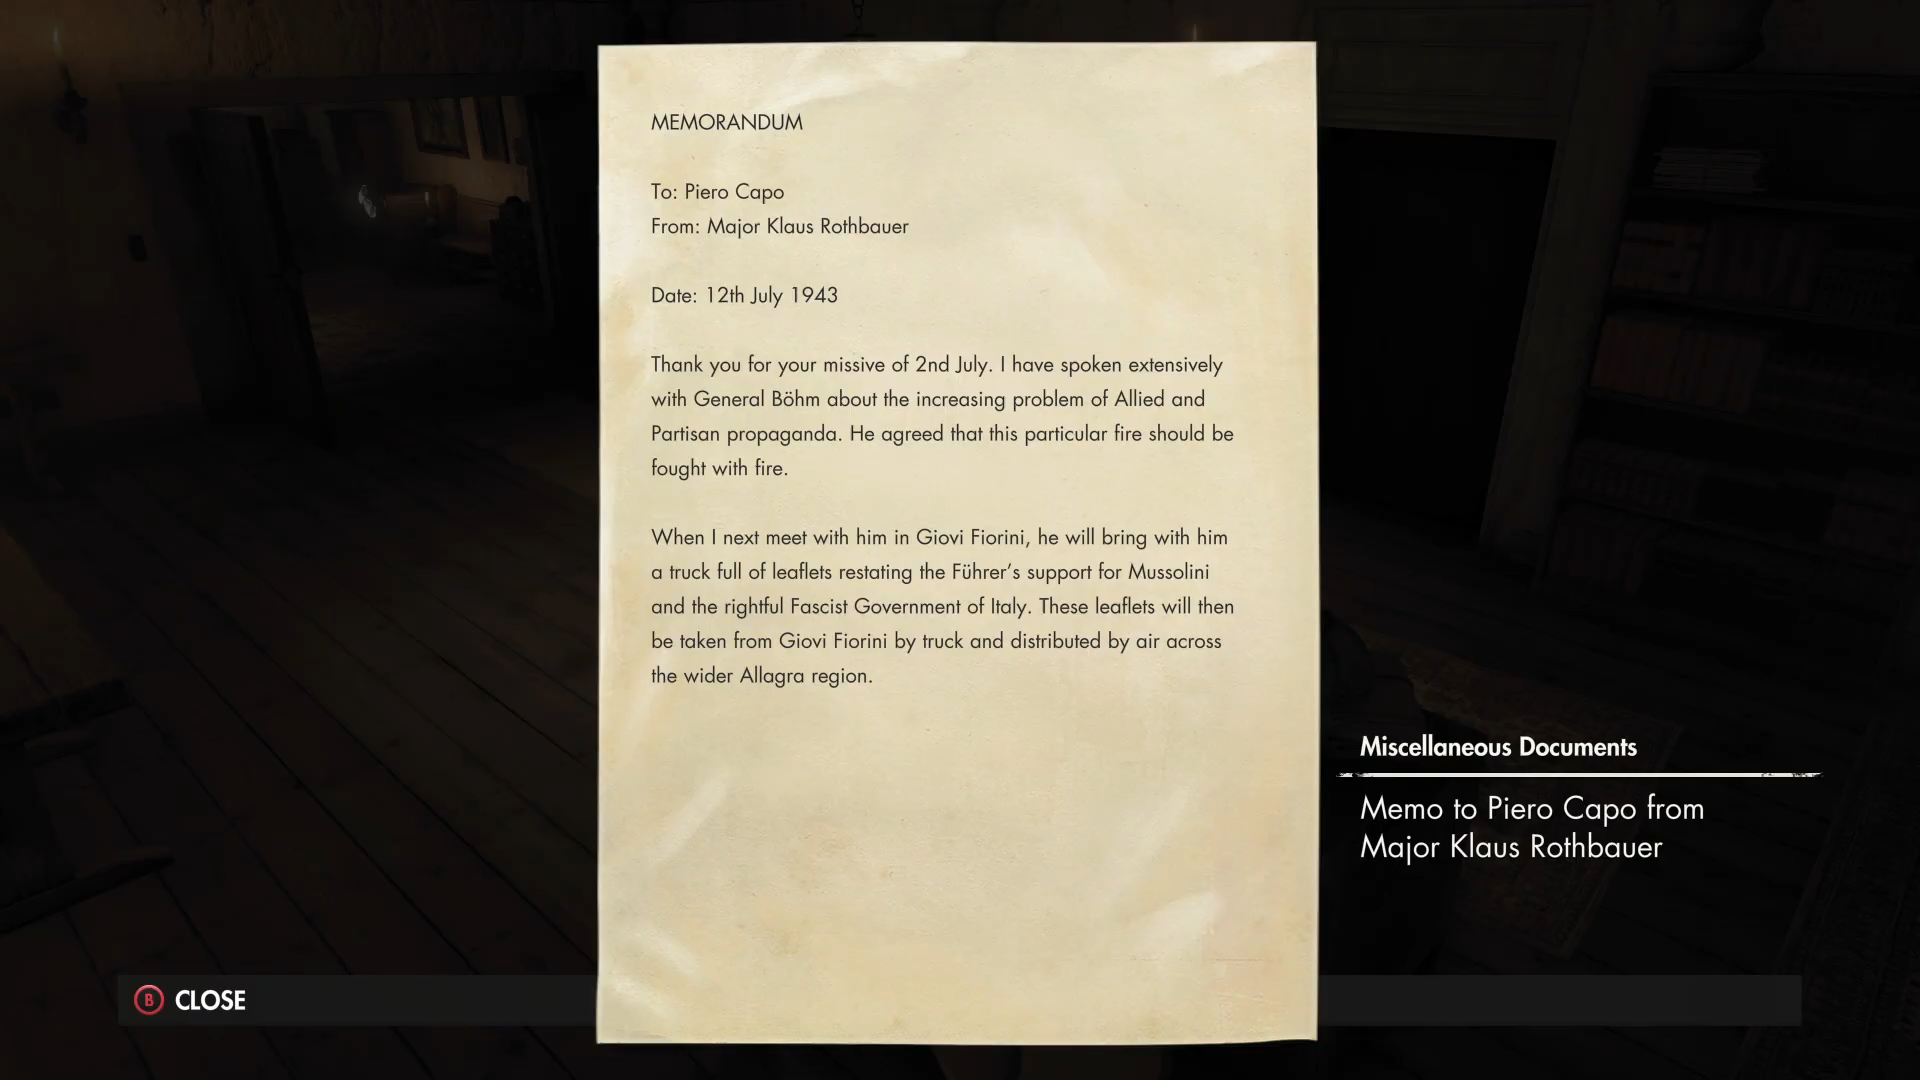 MEMORANDUM
To: Piero Capo
From: Major Klaus Rothbauer
Date: 12th July 1943
Thank you for your missive of 2nd July. I have spoken extensively
with General Böhm about the increasing problem of Allied and
Partisan propaganda. He agreed that this particular fire should be
fought with fire.
When I next meet with him in Giovi Fiorini, he will bring with him
a truck full of leaflets restating the Führer's support for Mussolini
and the rightful Fascist Government of Italy. These leaflets will then
be taken from Giovi Fiorini by truck and distributed by air across
the wider Allagra region.
Miscellaneous Documents
Memo to Piero Capo from
Major Klaus Rothbauer
B CLOSE